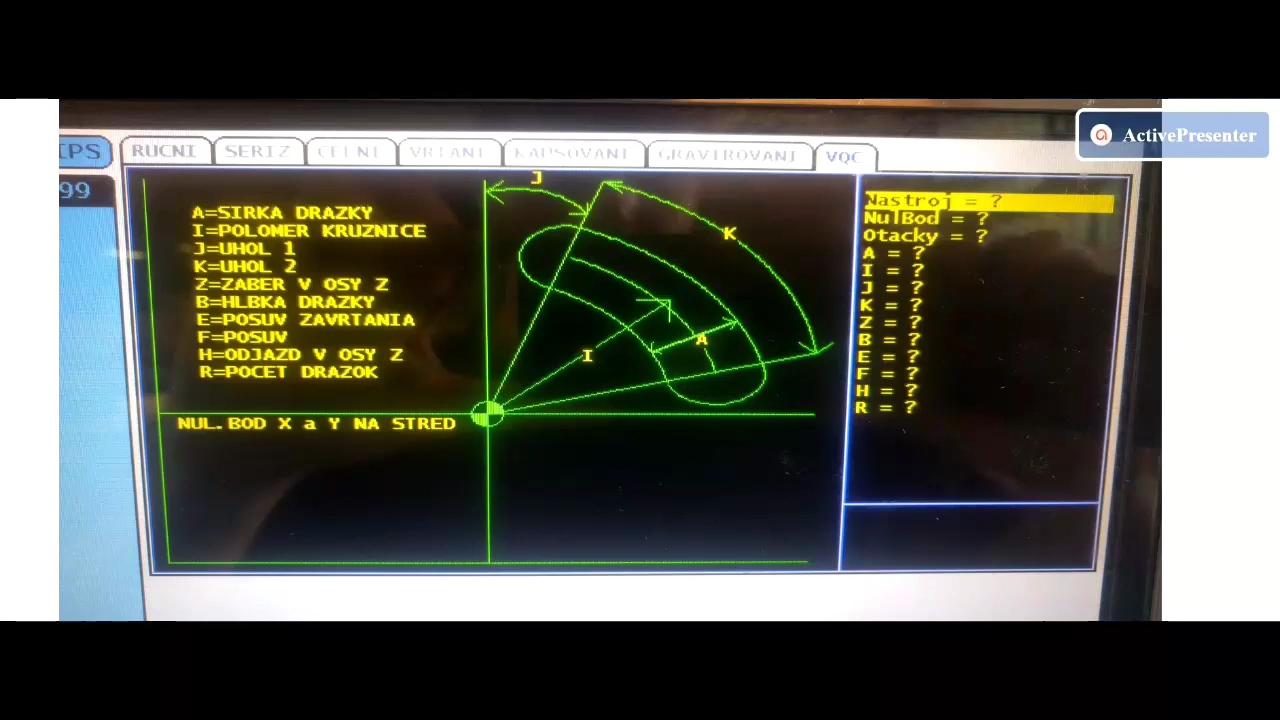 IPS
RUCNI
SERIZ
CELNI
VRTANI
KAPSOVANI
GRAVIROVANI
VQC
ActivePresenter
99
A=SIRKA DRAZKY
I=POLOMER KRUZNICE
J=UHOL 1
K=UHOL 2
Z=ZABER V OSY Z
B=HLBKA DRAZKY
E=POSUV ZAVRTANIA
F=POSUV
H=ODJAZD V OSY Z
R=POCET DRAZOK
NUL.BOD X a Y NA STRED
J
K
I
A
Nastroj = ?
NulBod = ?
Otacky = ?
A = ?
I = ?
J = ?
K = ?
Z = ?
B = ?
E = ?
F = ?
H = ?
R = ?